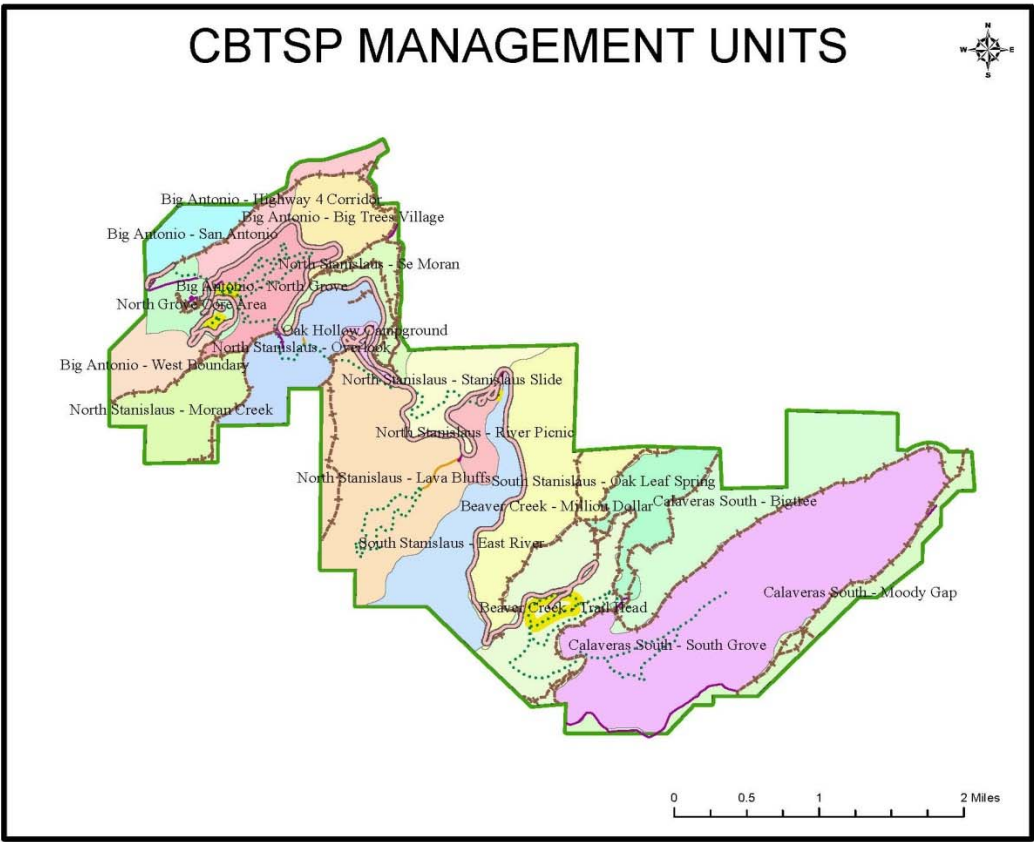 CBTSP MANAGEMENT UNITS
N
W E
S
Big Antonio - Highway 4 Corridor
Big Antonio - Big Trees Village
Big Antonio - San Antonio
North Stanislaus - Se Moran
Big Antonio - North Grove
North Grove Core Area
Oak Hollow Campground
North Stanislaus - Overlook
Big Antonio - West Boundary
North Stanislaus - Stanislaus Slide
North Stanislaus - Moran Creek
North Stanislaus - River Picnic
North Stanislaus - Lava Bluffs
South Stanislaus - Oak Leaf Spring
Calaveras South - Bigtree
Beaver Creek - Million Dollar
South Stanislaus - East River
Calaveras South - Moody Gap
Beaver Creek - Trail Head
Calaveras South - South Grove
0 0.5 1 2 Miles